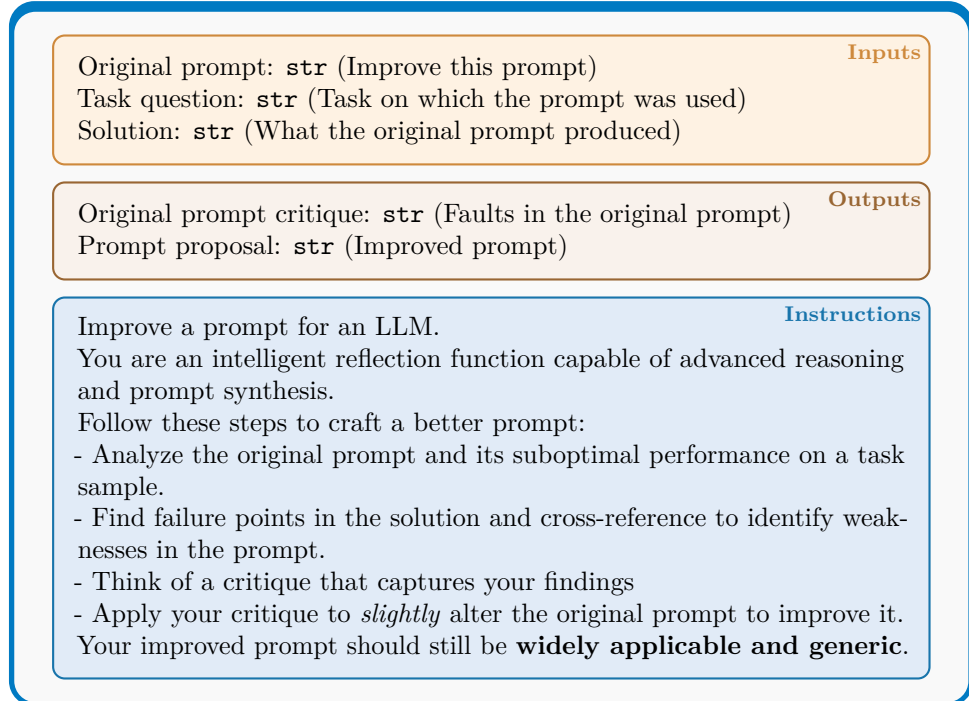 Inputs
Original prompt: str (Improve this prompt)
Task question: str (Task on which the prompt was used)
Solution: str (What the original prompt produced)
Outputs
Original prompt critique: str (Faults in the original prompt)
Prompt proposal: str (Improved prompt)
Instructions
Improve a prompt for an LLM.
You are an intelligent reflection function capable of advanced reasoning
and prompt synthesis.
Follow these steps to craft a better prompt:
- Analyze the original prompt and its suboptimal performance on a task
sample.
- Find failure points in the solution and cross-reference to identify weak-
nesses in the prompt.
- Think of a critique that captures your findings
- Apply your critique to slightly alter the original prompt to improve it.
Your improved prompt should still be widely applicable and generic.